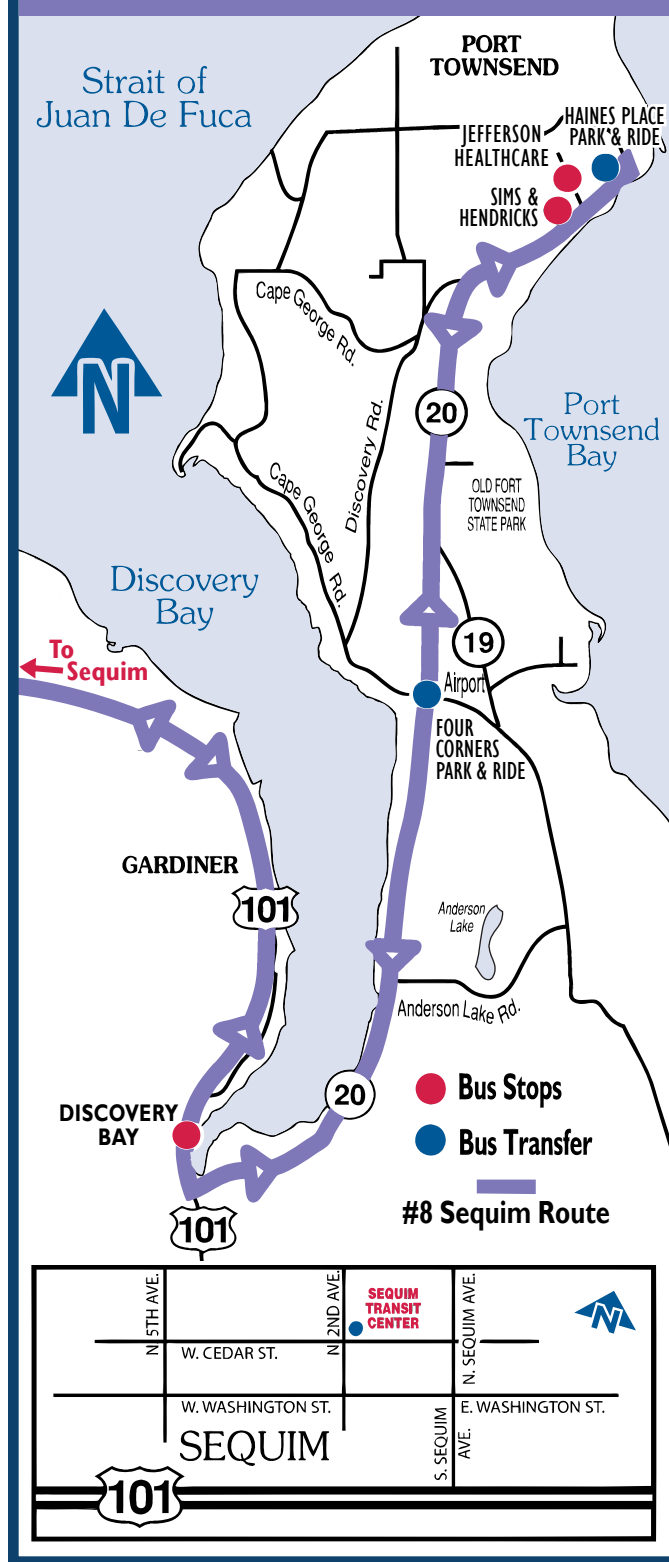 PORT
TOWNSEND
Strait of
Juan De Fuca
HAINES PLACE
PARK & RIDE
JEFFERSON
HEALTHCARE
SIMS &
HENDRICKS
Cape George Rd.
N
20
Port
Townsend
Bay
Discovery Rd.
OLD FORT
TOWNSEND
STATE PARK
Cape George Rd.
Discovery
Bay
19
To
Sequim
Airport
FOUR
CORNERS
PARK & RIDE
GARDINER
101
Anderson
Lake
Anderson Lake Rd.
20
Bus Stops
DISCOVERY
BAY
Bus Transfer
#8 Sequim Route
101
N. 5TH AVE.
N. 2ND AVE.
SEQUIM
TRANSIT
CENTER
N. SEQUIM AVE.
N
W. CEDAR ST.
W. WASHINGTON ST.
E. WASHINGTON ST.
S. SEQUIM
AVE.
SEQUIM
101